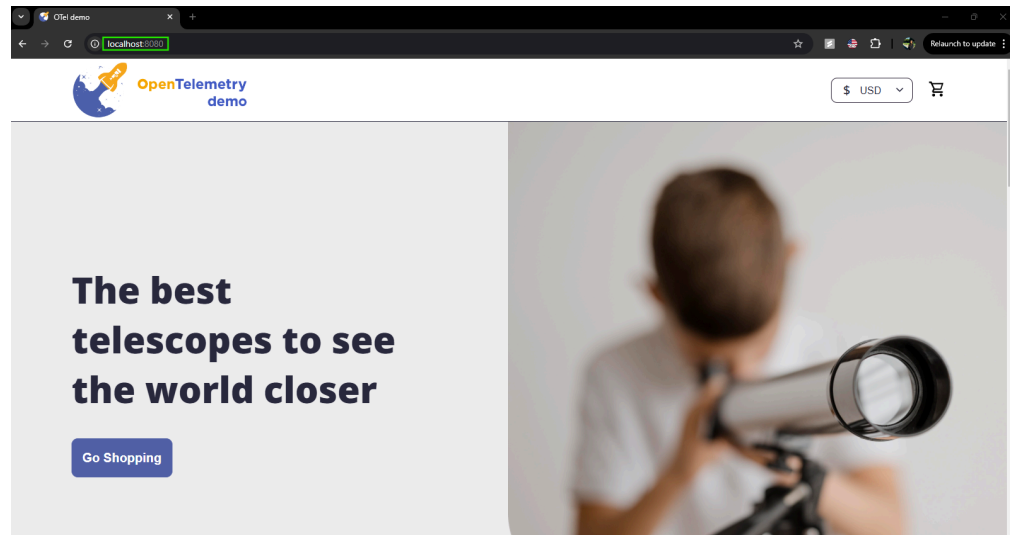 OTel demo
localhost:8080
Relaunch to update
OpenTelemetry
demo
$ USD
The best
telescopes to see
the world closer
Go Shopping